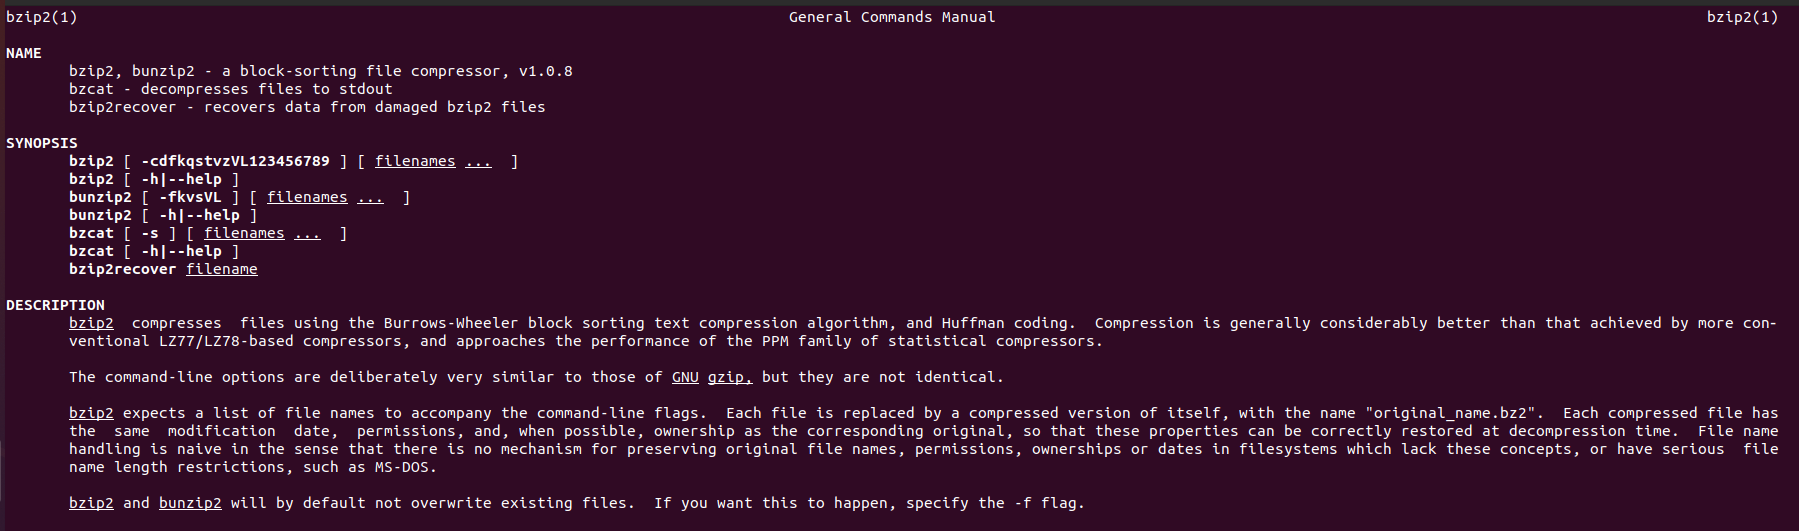 bzip2(1) General Commands Manual bzip2(1)
NAME
bzip2, bunzip2 - a block-sorting file compressor, v1.0.8
bzcat - decompresses files to stdout
bzip2recover - recovers data from damaged bzip2 files
SYNOPSIS
bzip2 [ -cdfkqstvzVL123456789 ] [ filenames ...  ]
bzip2 [ -h|--help ]
bunzip2 [ -fkvsVL ] [ filenames ...  ]
bunzip2 [ -h|--help ]
bzcat [ -s ] [ filenames ...  ]
bzcat [ -h|--help ]
bzip2recover filename
DESCRIPTION
bzip2  compresses  files using the Burrows-Wheeler block sorting text compression algorithm, and Huffman coding.  Compression is generally considerably better than that achieved by more con-
ventional LZ77/LZ78-based compressors, and approaches the performance of the PPM family of statistical compressors.
The command-line options are deliberately very similar to those of GNU gzip, but they are not identical.
bzip2 expects a list of file names to accompany the command-line flags.  Each file is replaced by a compressed version of itself, with the name "original_name.bz2".  Each compressed file has
the  same  modification  date,  permissions, and, when possible, ownership as the corresponding original, so that these properties can be correctly restored at decompression time.  File name
handling is naive in the sense that there is no mechanism for preserving original file names, permissions, ownerships or dates in filesystems which lack these concepts, or have serious  file
name length restrictions, such as MS-DOS.
bzip2 and bunzip2 will by default not overwrite existing files.  If you want this to happen, specify the -f flag.